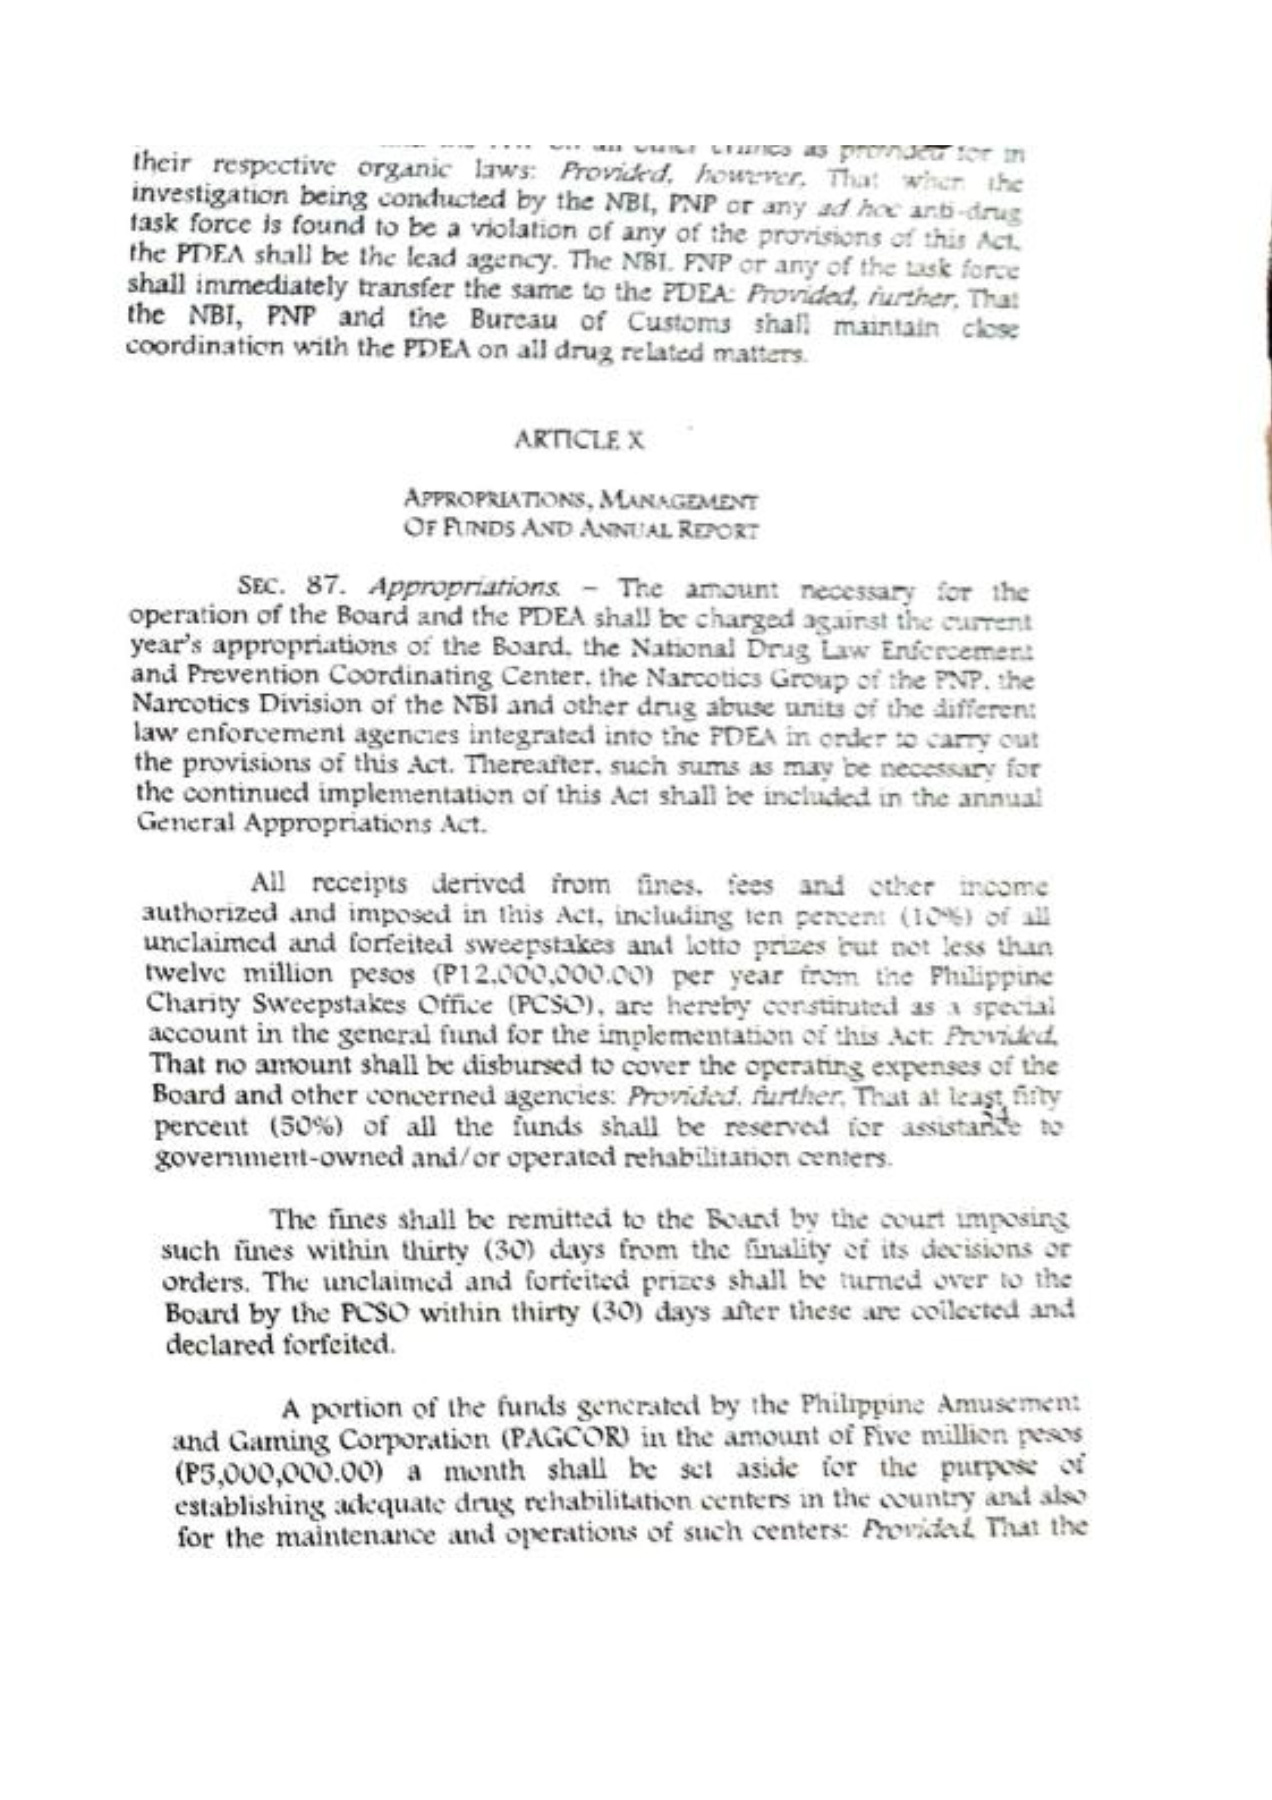 on all other crimes as provided for in
their respective organic laws: Provided, however, That when the
investigation being conducted by the NBI, PNP or any ad hoc anti-drug
task force is found to be a violation of any of the provisions of this Act,
the PDEA shall be the lead agency. The NBI, PNP or any of the task force
shall immediately transfer the same to the PDEA: Provided, further, That
the NBI, PNP and the Bureau of Customs shall maintain close
coordination with the PDEA on all drug related matters.
ARTICLE X
APPROPRIATIONS, MANAGEMENT
OF FUNDS AND ANNUAL REPORT
SEC. 87. Appropriations. – The amount necessary for the
operation of the Board and the PDEA shall be charged against the current
year's appropriations of the Board, the National Drug Law Enforcement
and Prevention Coordinating Center, the Narcotics Group of the PNP, the
Narcotics Division of the NBI and other drug abuse units of the different
law enforcement agencies integrated into the PDEA in order to carry out
the provisions of this Act. Thereafter, such sums as may be necessary for
the continued implementation of this Act shall be included in the annual
General Appropriations Act.
All receipts derived from fines, fees and other income
authorized and imposed in this Act, including ten percent (10%) of all
unclaimed and forfeited sweepstakes and lotto prizes but not less than
twelve million pesos (P12,000,000.00) per year from the Philippine
Charity Sweepstakes Office (PCSO), are hereby constituted as a special
account in the general fund for the implementation of this Act: Provided,
That no amount shall be disbursed to cover the operating expenses of the
Board and other concerned agencies: Provided, further, That at least fifty
percent (50%) of all the funds shall be reserved for assistance to
government-owned and/or operated rehabilitation centers.
The fines shall be remitted to the Board by the court imposing
such fines within thirty (30) days from the finality of its decisions or
orders. The unclaimed and forfeited prizes shall be turned over to the
Board by the PCSO within thirty (30) days after these are collected and
declared forfeited.
A portion of the funds generated by the Philippine Amusement
and Gaming Corporation (PAGCOR) in the amount of Five million pesos
(P5,000,000.00) a month shall be set aside for the purpose of
establishing adequate drug rehabilitation centers in the country and also
for the maintenance and operations of such centers: Provided, That the